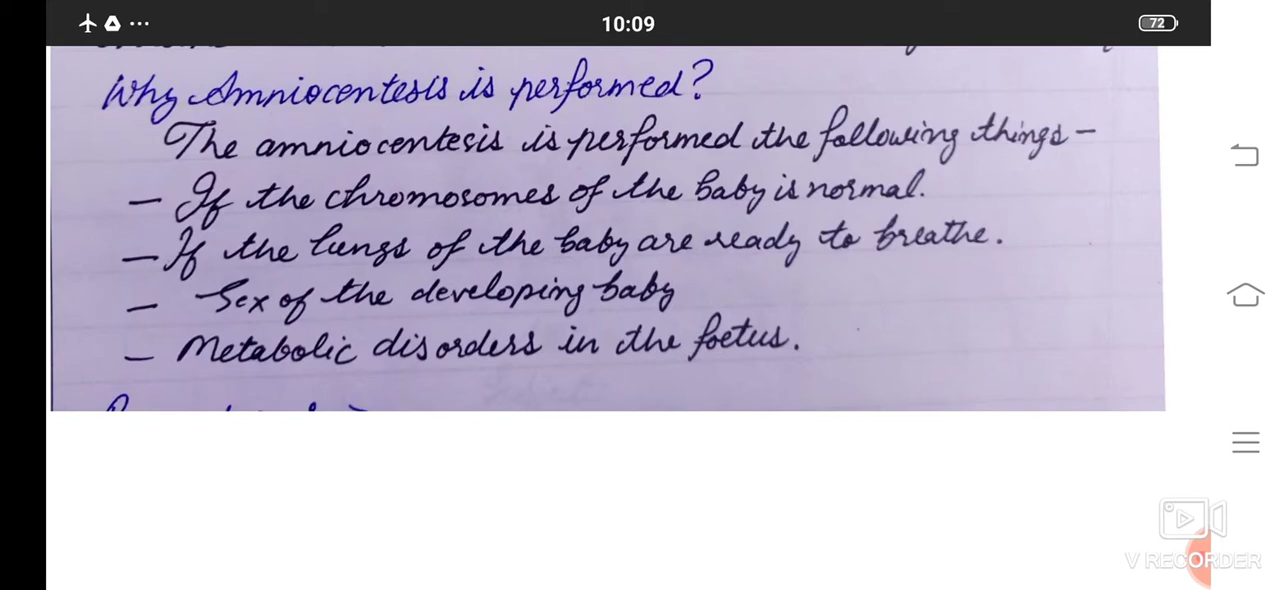 10:09
72
Why Amniocentesis is performed?
The amniocentesis is performed the following things –
– If the chromosomes of the baby is normal.
– If the lungs of the baby are ready to breathe.
– Sex of the developing baby
– Metabolic disorders in the foetus.
V RECORDER